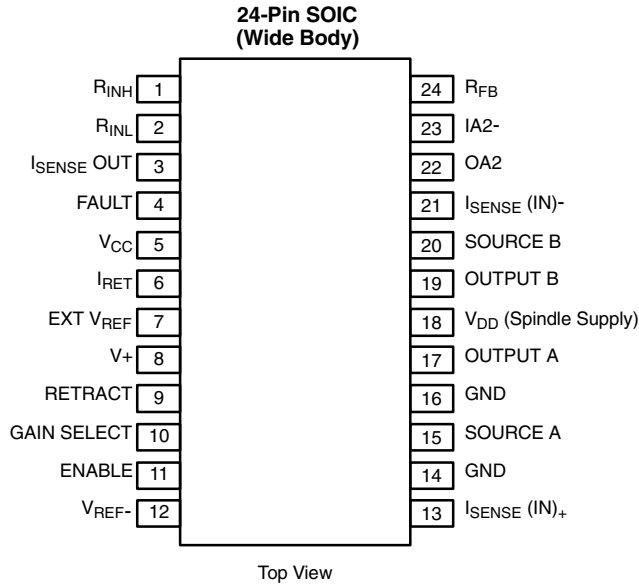 24-Pin SOIC
(Wide Body)
R_INH 1 24 R_FB
R_INL 2 23 IA2-
I_SENSE OUT 3 22 OA2
FAULT 4 21 I_SENSE (IN)-
V_CC 5 20 SOURCE B
I_RET 6 19 OUTPUT B
EXT V_REF 7 18 V_DD (Spindle Supply)
V+ 8 17 OUTPUT A
RETRACT 9 16 GND
GAIN SELECT 10 15 SOURCE A
ENABLE 11 14 GND
V_REF- 12 13 I_SENSE (IN)+
Top View